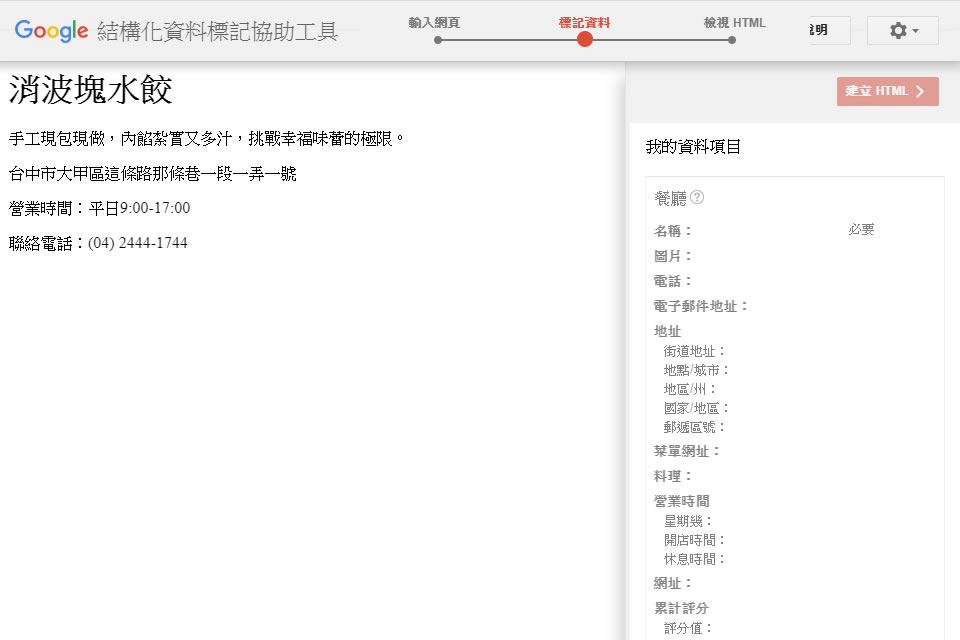 Google 結構化資料標記協助工具
輸入網頁
標記資料
檢視 HTML
明
建立 HTML
消波塊水餃
手工現包現做，內餡紮實又多汁，挑戰幸福味蕾的極限。
台中市大甲區這條路那條巷一段一弄一號
營業時間：平日9:00-17:00
聯絡電話：(04) 2444-1744
我的資料項目
餐廳?
名稱： 必要
圖片：
電話：
電子郵件地址：
地址
街道地址：
地點/城市：
地區/州：
國家/地區：
郵遞區號：
菜單網址：
料理：
營業時間
星期幾：
開店時間：
休息時間：
網址：
累計評分
評分值：